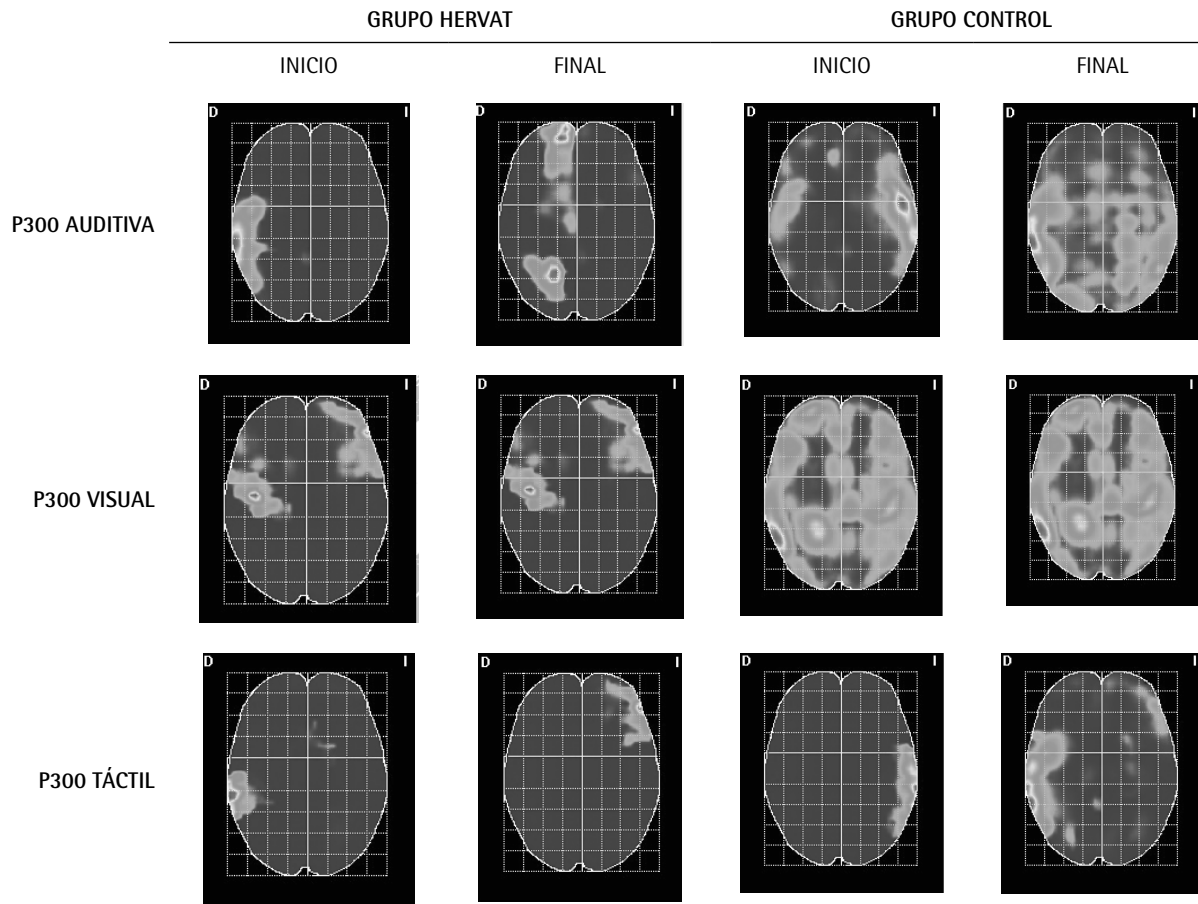 GRUPO HERVAT GRUPO CONTROL
INICIO FINAL INICIO FINAL
D I D I D I D I
P300 AUDITIVA
D I D I D I D I
P300 VISUAL
D I D I D I D I
P300 TÁCTIL